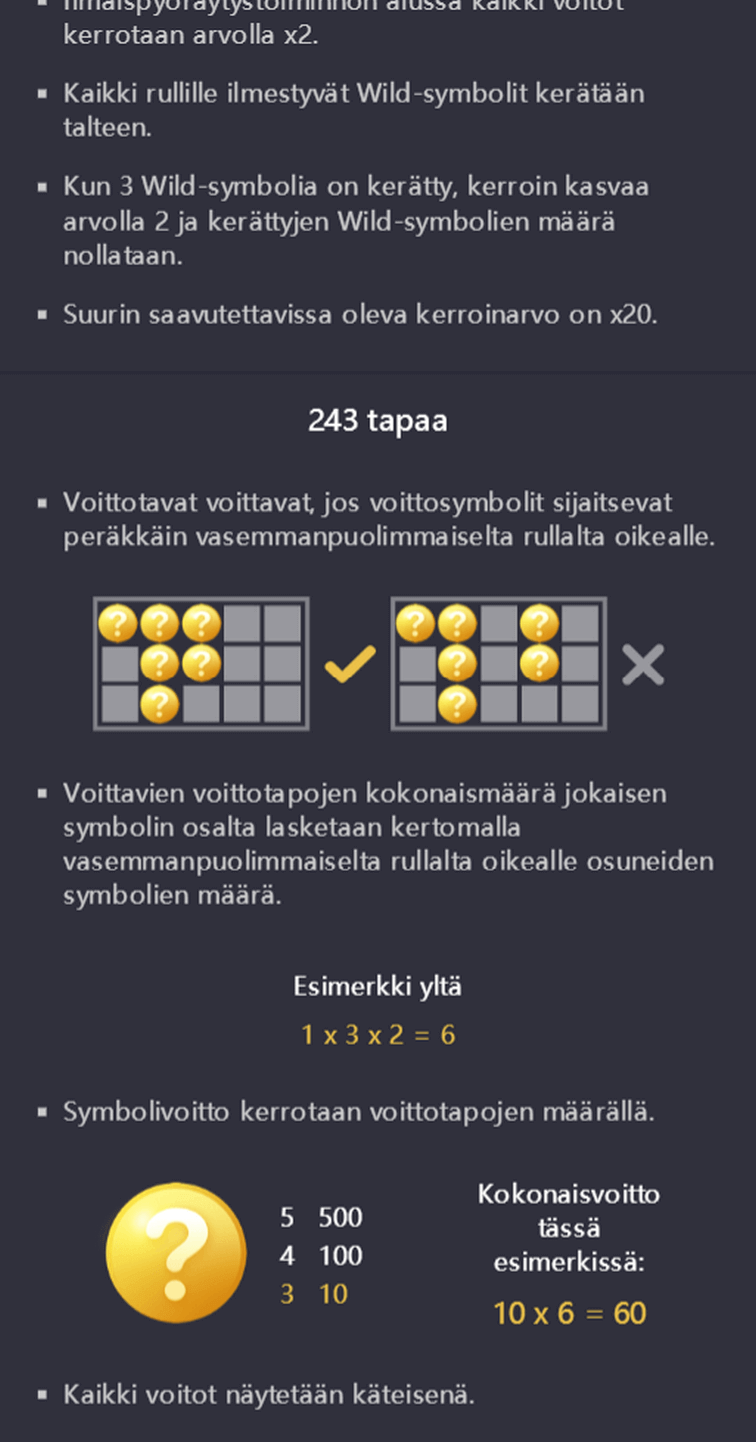 Ilmaispyöräytystoiminnon alussa kaikki voitot
kerrotaan arvolla x2.
Kaikki rullille ilmestyvät Wild-symbolit kerätään
talteen.
Kun 3 Wild-symbolia on kerätty, kerroin kasvaa
arvolla 2 ja kerättyjen Wild-symbolien määrä
nollataan.
Suurin saavutettavissa oleva kerroinarvo on x20.
243 tapaa
Voittotavat voittavat, jos voittosymbolit sijaitsevat
peräkkäin vasemmanpuolimmaiselta rullalta oikealle.
? ? ? ? ? ?
? ? ? ? ? ?
Voittavien voittotapojen kokonaismäärä jokaisen
symbolin osalta lasketaan kertomalla
vasemmanpuolimmaiselta rullalta oikealle osuneiden
symbolien määrä.
Esimerkki yltä
1 x 3 x 2 = 6
Symbolivoitto kerrotaan voittotapojen määrällä.
?
5 500
4 100
3 10
Kokonaisvoitto
tässä
esimerkissä:
10 x 6 = 60
Kaikki voitot näytetään käteisenä.